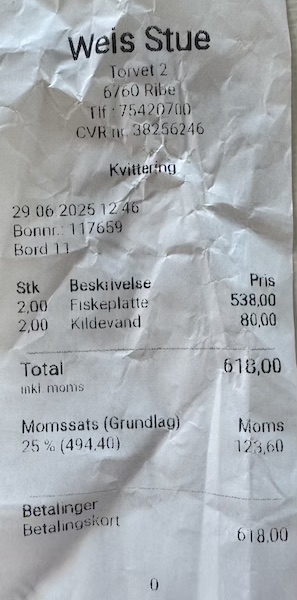 Weis Stue
Torvet 2
6760 Ribe
Tlf.: 75420700
CVR nr. 38256246
Kvittering
29.06.2025 12:46
Bonnr.: 117659
Bord 11
Stk Beskrivelse Pris
2,00 Fiskeplatte 538,00
2,00 Kildevand 80,00
Total 618,00
inkl. moms
Momssats (Grundlag) Moms
25 % (494,40) 123,60
Betalinger
Betalingskort 618,00
0